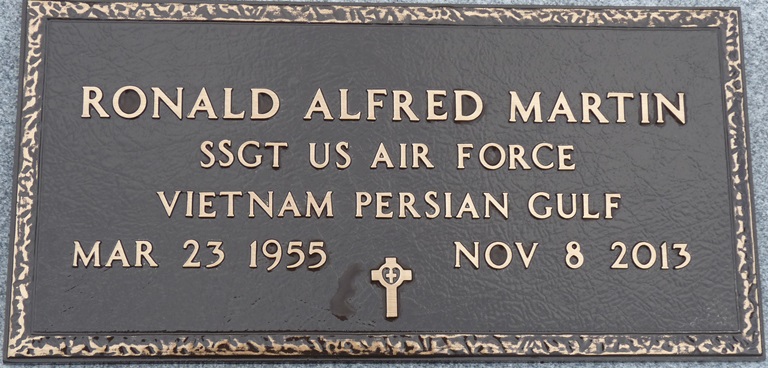 RONALD ALFRED MARTIN
SSGT US AIR FORCE
VIETNAM PERSIAN GULF
MAR 23 1955 NOV 8 2013